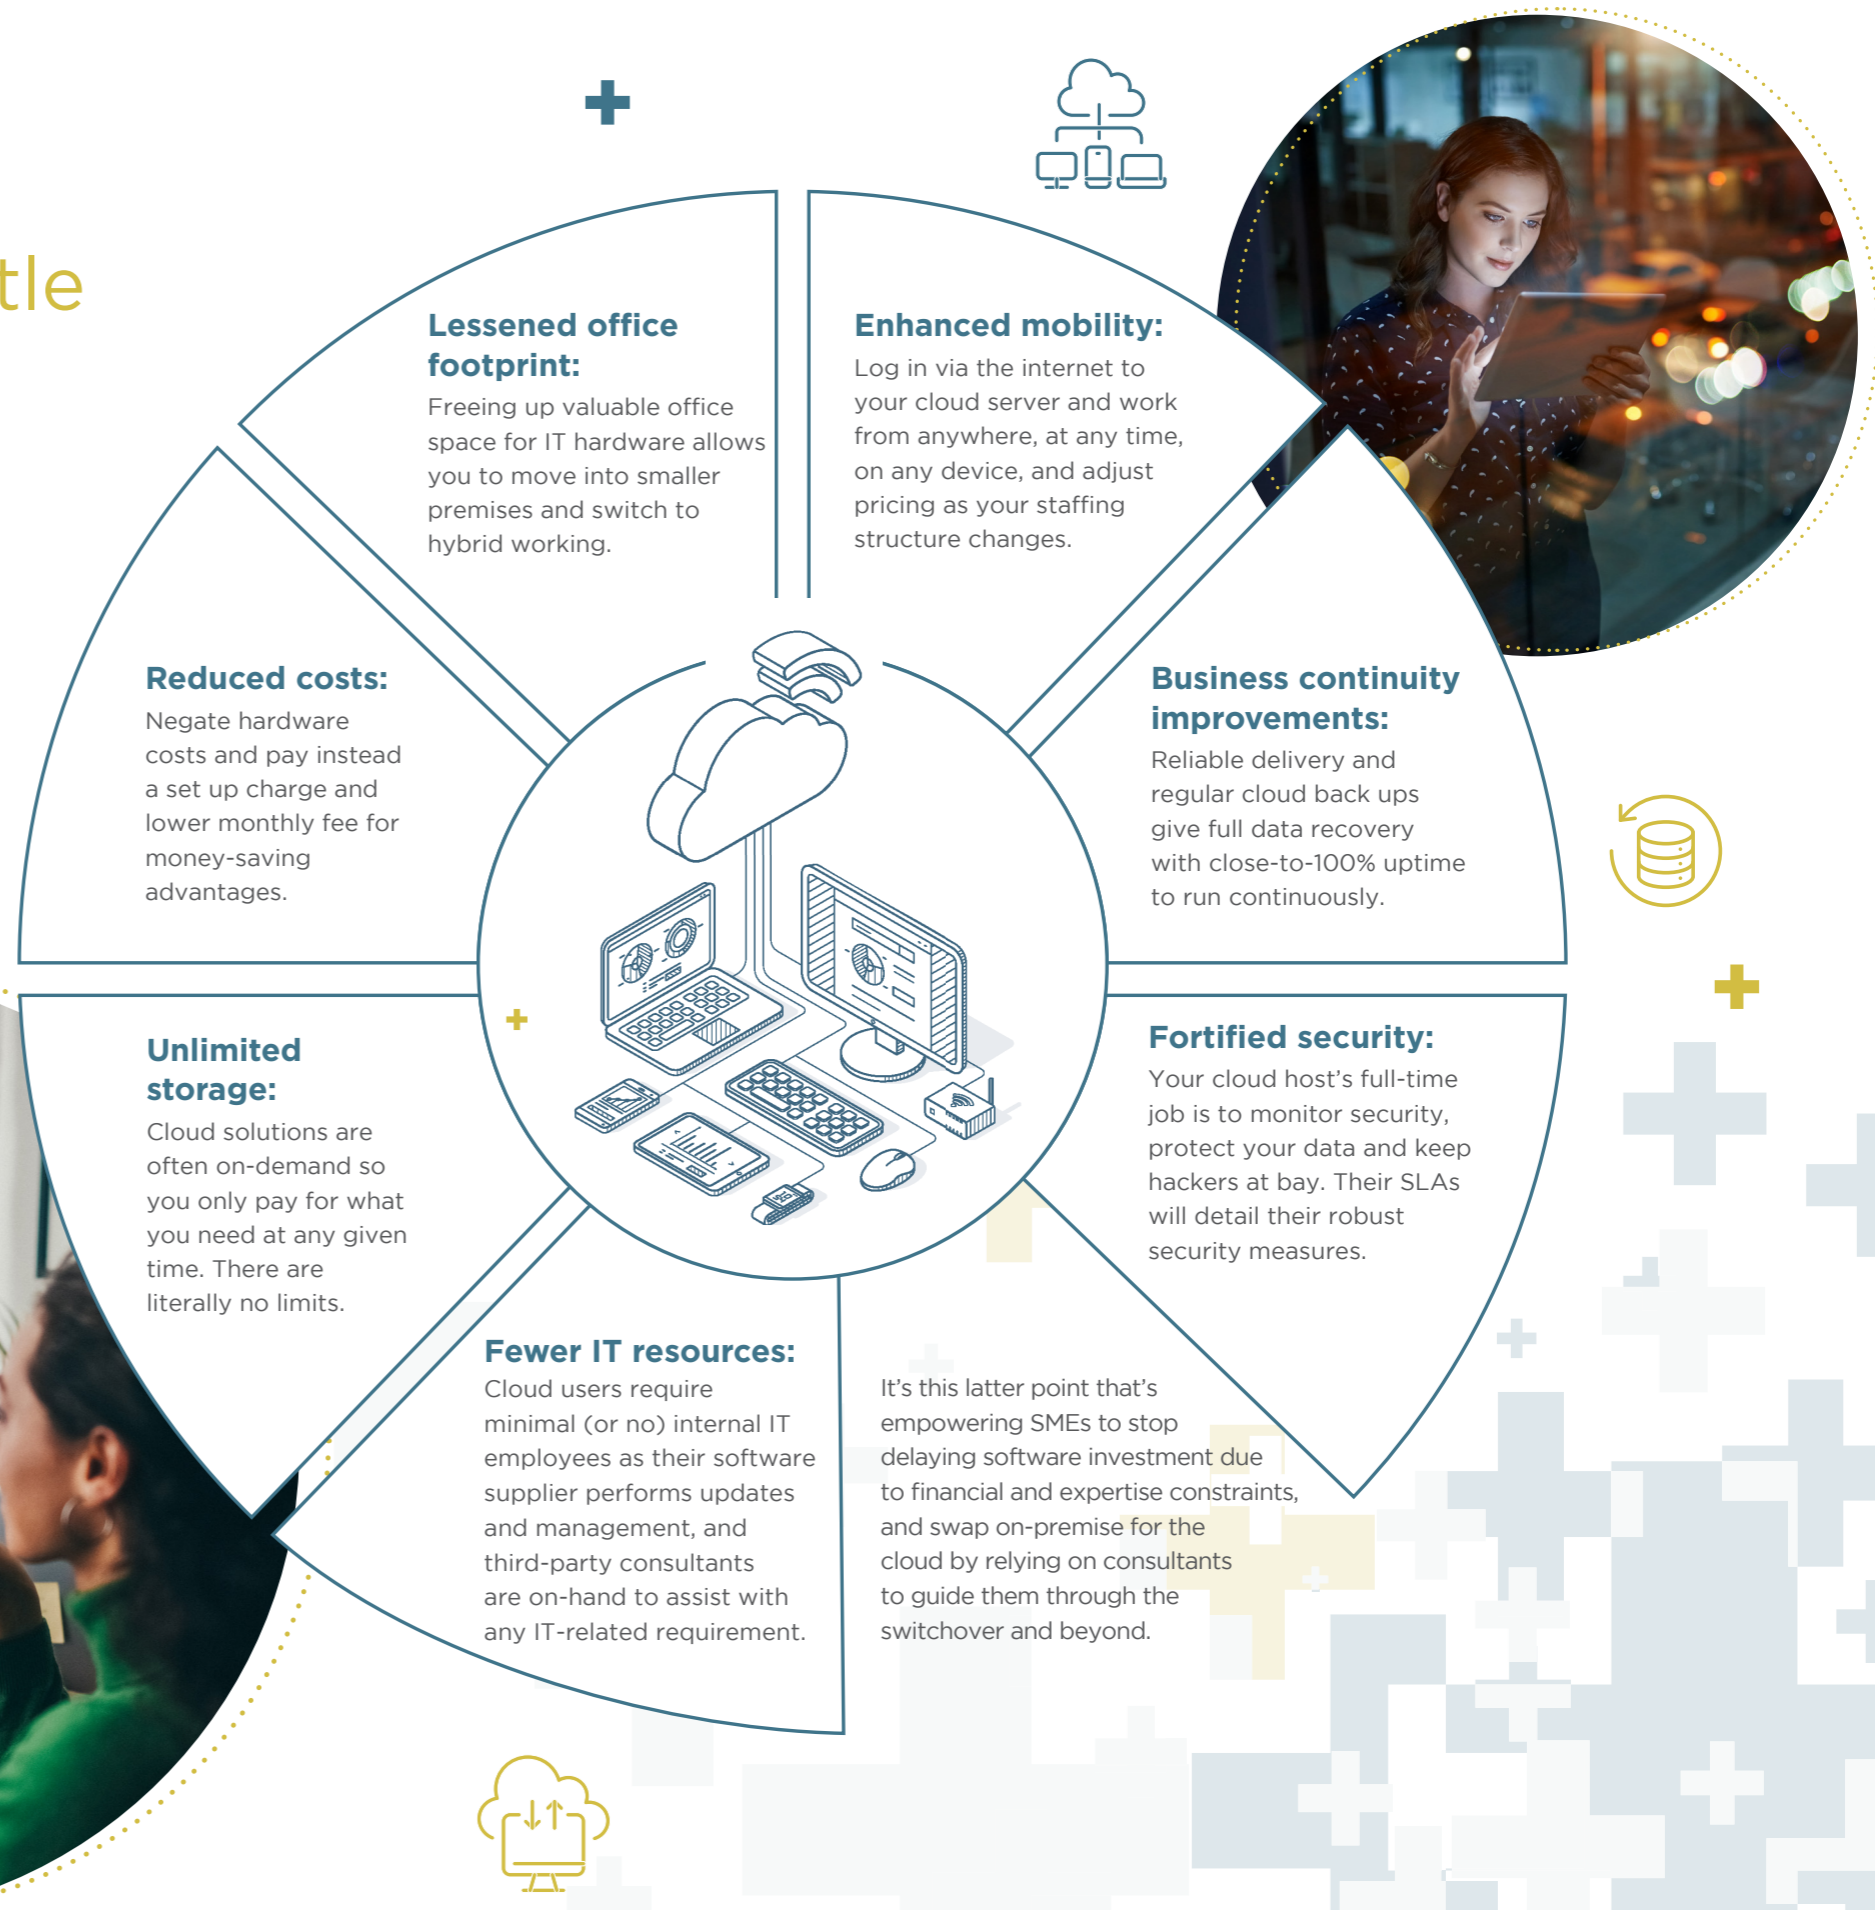 tle
Lessened office
footprint:
Freeing up valuable office
space for IT hardware allows
you to move into smaller
premises and switch to
hybrid working.
Enhanced mobility:
Log in via the internet to
your cloud server and work
from anywhere, at any time,
on any device, and adjust
pricing as your staffing
structure changes.
Reduced costs:
Negate hardware
costs and pay instead
a set up charge and
lower monthly fee for
money-saving
advantages.
Business continuity
improvements:
Reliable delivery and
regular cloud back ups
give full data recovery
with close-to-100% uptime
to run continuously.
Unlimited
storage:
Cloud solutions are
often on-demand so
you only pay for what
you need at any given
time. There are
literally no limits.
Fortified security:
Your cloud host's full-time
job is to monitor security,
protect your data and keep
hackers at bay. Their SLAs
will detail their robust
security measures.
Fewer IT resources:
Cloud users require
minimal (or no) internal IT
employees as their software
supplier performs updates
and management, and
third-party consultants
are on-hand to assist with
any IT-related requirement.
It's this latter point that's
empowering SMEs to stop
delaying software investment due
to financial and expertise constraints,
and swap on-premise for the
cloud by relying on consultants
to guide them through the
switchover and beyond.